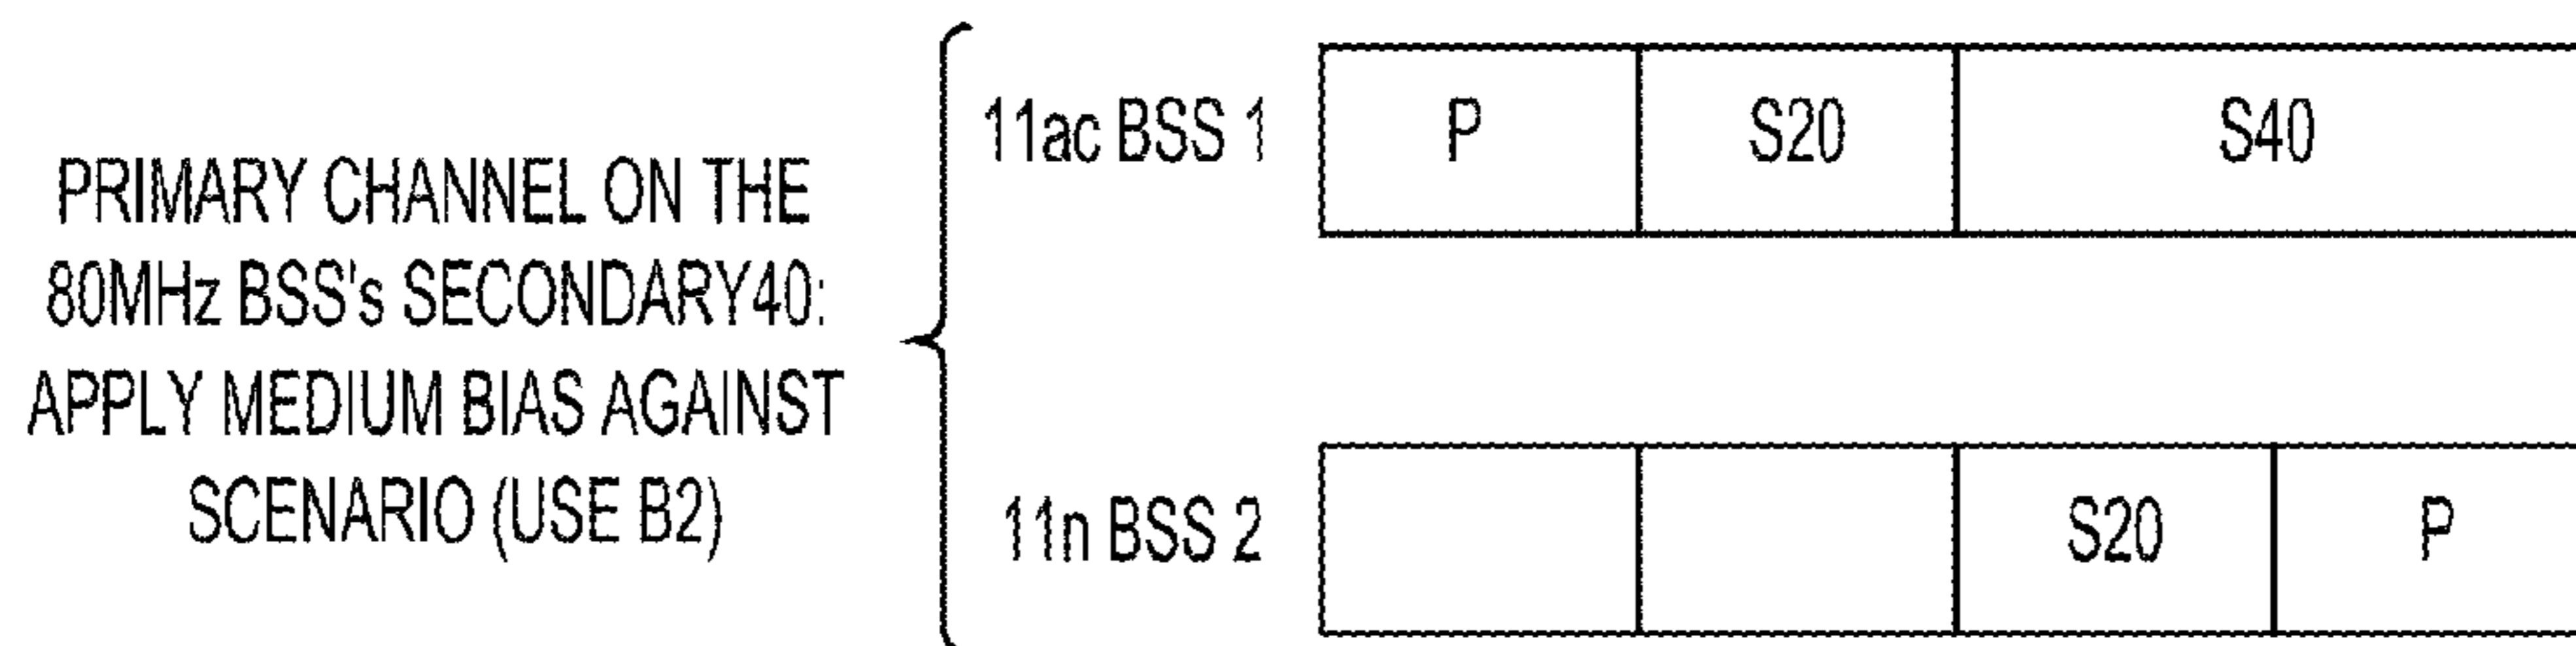 PRIMARY CHANNEL ON THE
80MHz BSS's SECONDARY40:
APPLY MEDIUM BIAS AGAINST
SCENARIO (USE B2)
11ac BSS 1
P
S20
S40
11n BSS 2
S20
P